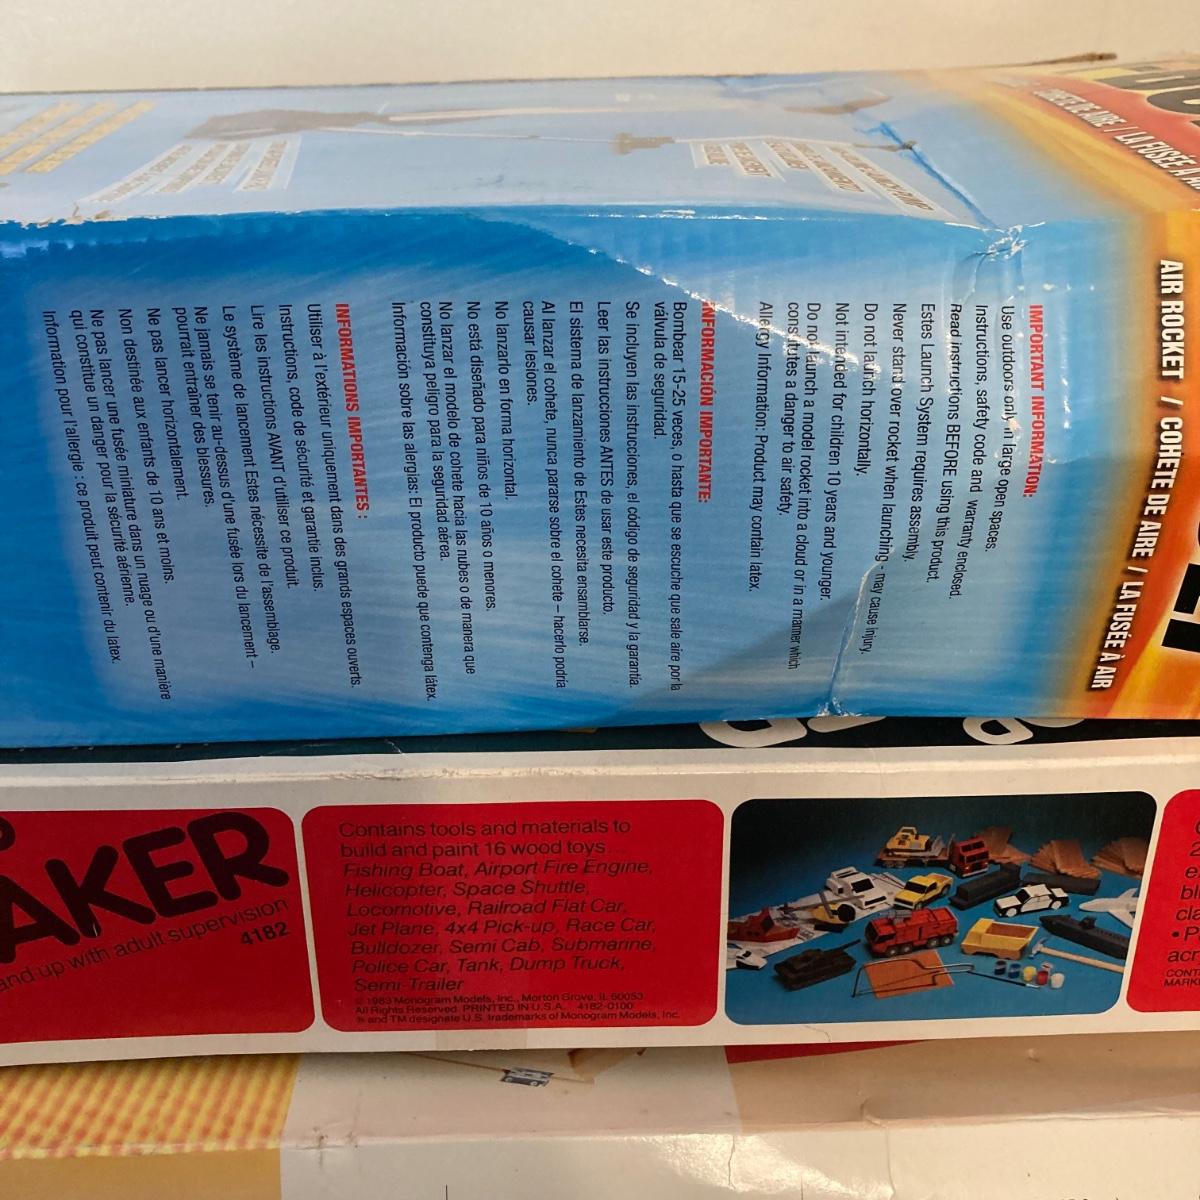 AIR ROCKET / COHETE DE AIRE / LA FUSÉE À AIR
IMPORTANT INFORMATION:
Use outdoors only in large open spaces.
Instructions, safety code and warranty enclosed.
Read instructions BEFORE using this product.
Estes Launch System requires assembly.
Never stand over rocket when launching - may cause injury.
Do not launch horizontally.
Not intended for children 10 years and younger.
Do not launch a model rocket into a cloud or in a manner which
constitutes a danger to air safety.
Allergy Information: Product may contain latex.
INFORMACIÓN IMPORTANTE:
Bombear 15-25 veces, o hasta que se escuche que sale aire por la
válvula de seguridad.
Se incluyen las instrucciones, el código de seguridad y la garantía.
Leer las instrucciones ANTES de usar este producto.
El sistema de lanzamiento de Estes necesita ensamblarse.
Al lanzar el cohete, nunca pararse sobre el cohete – hacerlo podría
causar lesiones.
No lanzarlo en forma horizontal.
No está diseñado para niños de 10 años o menores.
No lanzar el modelo de cohete hacia las nubes o de manera que
constituya peligro para la seguridad aérea.
Información sobre las alergias: El producto puede que contenga látex.
INFORMATIONS IMPORTANTES :
Utiliser à l'extérieur uniquement dans des grands espaces ouverts.
Instructions, code de sécurité et garantie inclus.
Lire les instructions AVANT d'utiliser ce produit.
Le système de lancement Estes nécessite de l'assemblage.
Ne jamais se tenir au-dessus d'une fusée lors du lancement –
pourrait entraîner des blessures.
Ne pas lancer horizontalement.
Non destinée aux enfants de 10 ans et moins.
Ne pas lancer une fusée miniature dans un nuage ou d'une manière
qui constitue un danger pour la sécurité aérienne.
Information pour l'allergie : ce produit peut contenir du latex.
AKER
and up with adult supervision
4182
Contains tools and materials to
build and paint 16 wood toys...
Fishing Boat, Airport Fire Engine,
Helicopter, Space Shuttle,
Locomotive, Railroad Flat Car,
Jet Plane, 4x4 Pick-up, Race Car,
Bulldozer, Semi Cab, Submarine,
Police Car, Tank, Dump Truck,
Semi-Trailer
© 1983 Monogram Models, Inc., Morton Grove, IL 60053
All Rights Reserved. PRINTED IN U.S.A. 4182-0100
® and TM designate U.S. trademarks of Monogram Models, Inc.